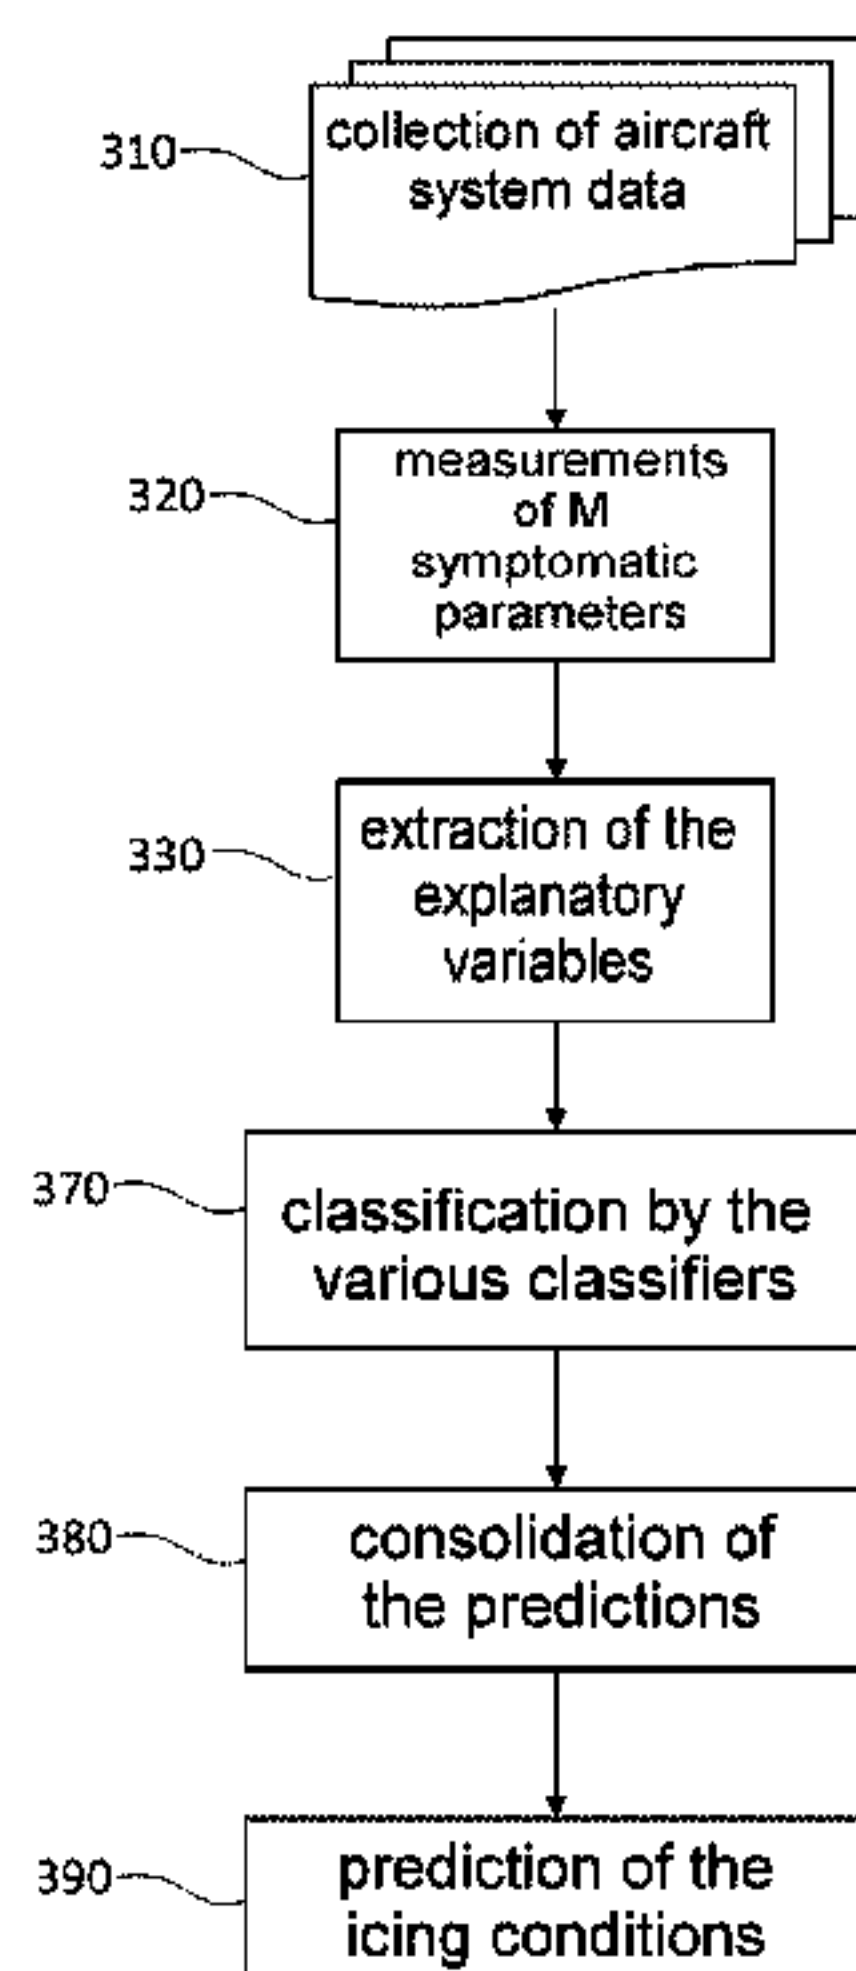 310
collection of aircraft
system data
320
measurements
of M
symptomatic
parameters
330
extraction of the
explanatory
variables
370
classification by the
various classifiers
380
consolidation of
the predictions
390
prediction of the
icing conditions